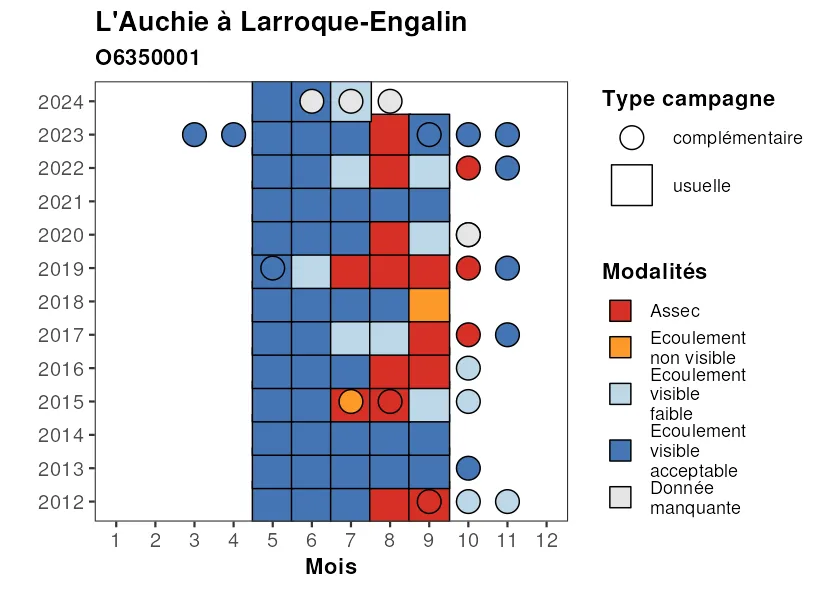 L'Auchie à Larroque-Engalin
O6350001
2024
2023
2022
2021
2020
2019
2018
2017
2016
2015
2014
2013
2012
1 2 3 4 5 6 7 8 9 10 11 12
Mois
Type campagne
complémentaire
usuelle
Modalités
Assec
Ecoulement
non visible
Ecoulement
visible
faible
Ecoulement
visible
acceptable
Donnée
manquante